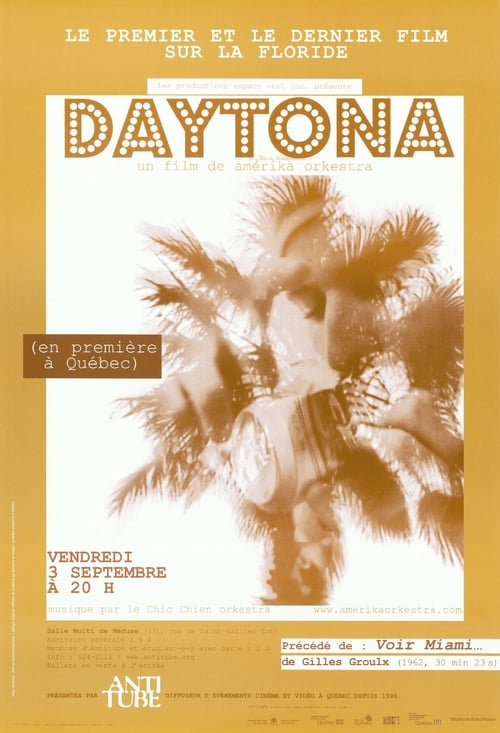 LE PREMIER ET LE DERNIER FILM
SUR LA FLORIDE
Les productions espace vert inc. présente
DAYTONA
un film de amérika orkestra
(en première
à Québec)
VENDREDI
3 SEPTEMBRE
À 20 H
musique par le Chic Chien orkestra
www.amerikaorkestra.com
Salle Multi de Méduse (591, rue de Saint-Vallier Est)
Admission générale :
Membres d'Antitube et étudiant-e-s avec carte :
Info : 524-2113 / www.antitube.org
Billets en vente à l'entrée
Précédé de : Voir Miami…
de Gilles Groulx (1962, 30 min 23 s)
PRÉSENTÉS PAR ANTITUBE DIFFUSEUR D'ÉVÉNEMENTS CINÉMA ET VIDÉO À QUÉBEC DEPUIS 1996.